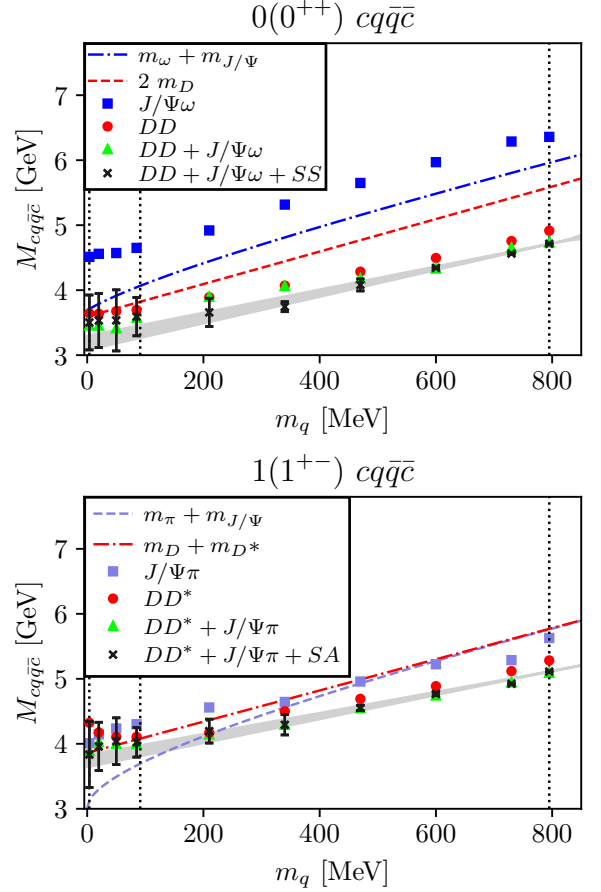 0(0⁺⁺) cqq̄c̄
m_ω + m_{J/Ψ}
2 m_D
J/Ψω
DD
DD + J/Ψω
DD + J/Ψω + SS
M_{cqq̄c̄} [GeV]
7
6
5
4
3
0 200 400 600 800
m_q [MeV]
1(1⁺⁻) cqq̄c̄
m_π + m_{J/Ψ}
m_D + m_{D*}
J/Ψπ
DD*
DD* + J/Ψπ
DD* + J/Ψπ + SA
M_{cqq̄c̄} [GeV]
7
6
5
4
3
0 200 400 600 800
m_q [MeV]